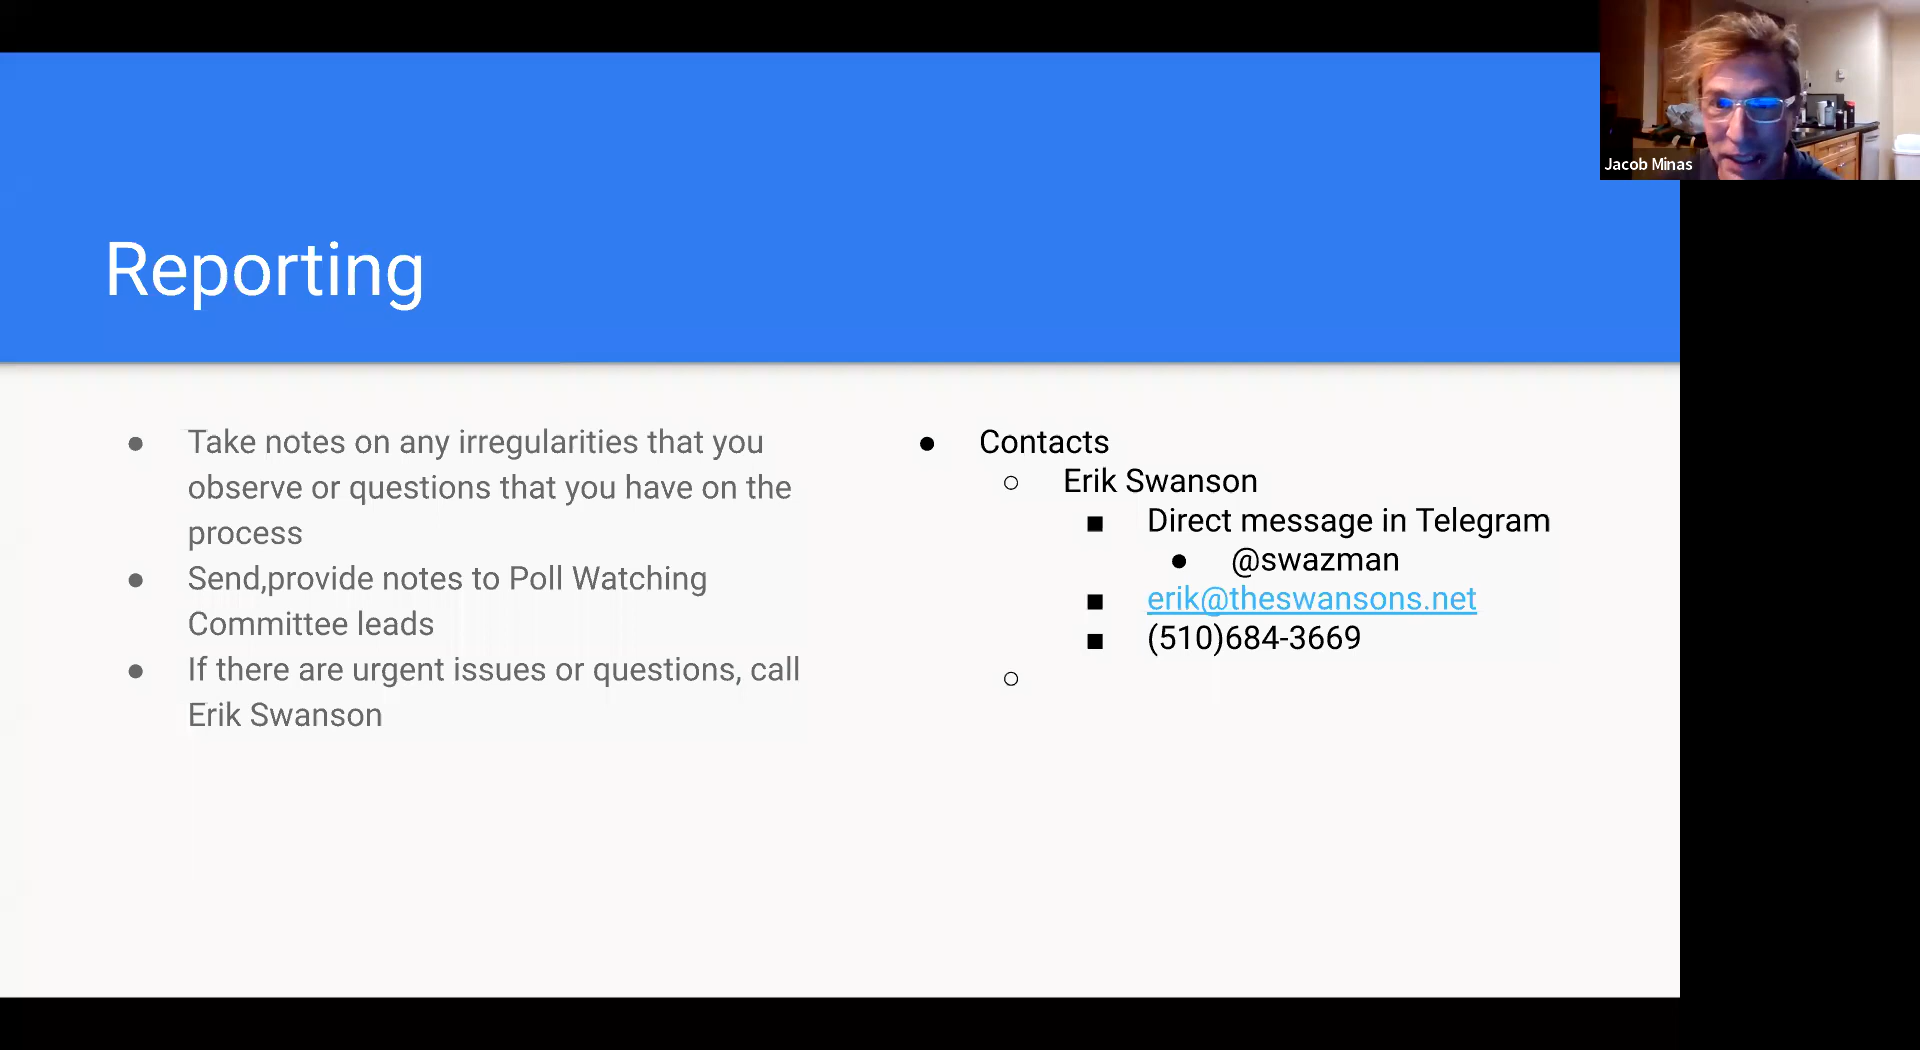 Jacob Minas
Reporting
● Take notes on any irregularities that you
observe or questions that you have on the
process
● Send,provide notes to Poll Watching
Committee leads
● If there are urgent issues or questions, call
Erik Swanson
● Contacts
○ Erik Swanson
■ Direct message in Telegram
● @swazman
■ erik@theswansons.net
■ (510)684-3669
○